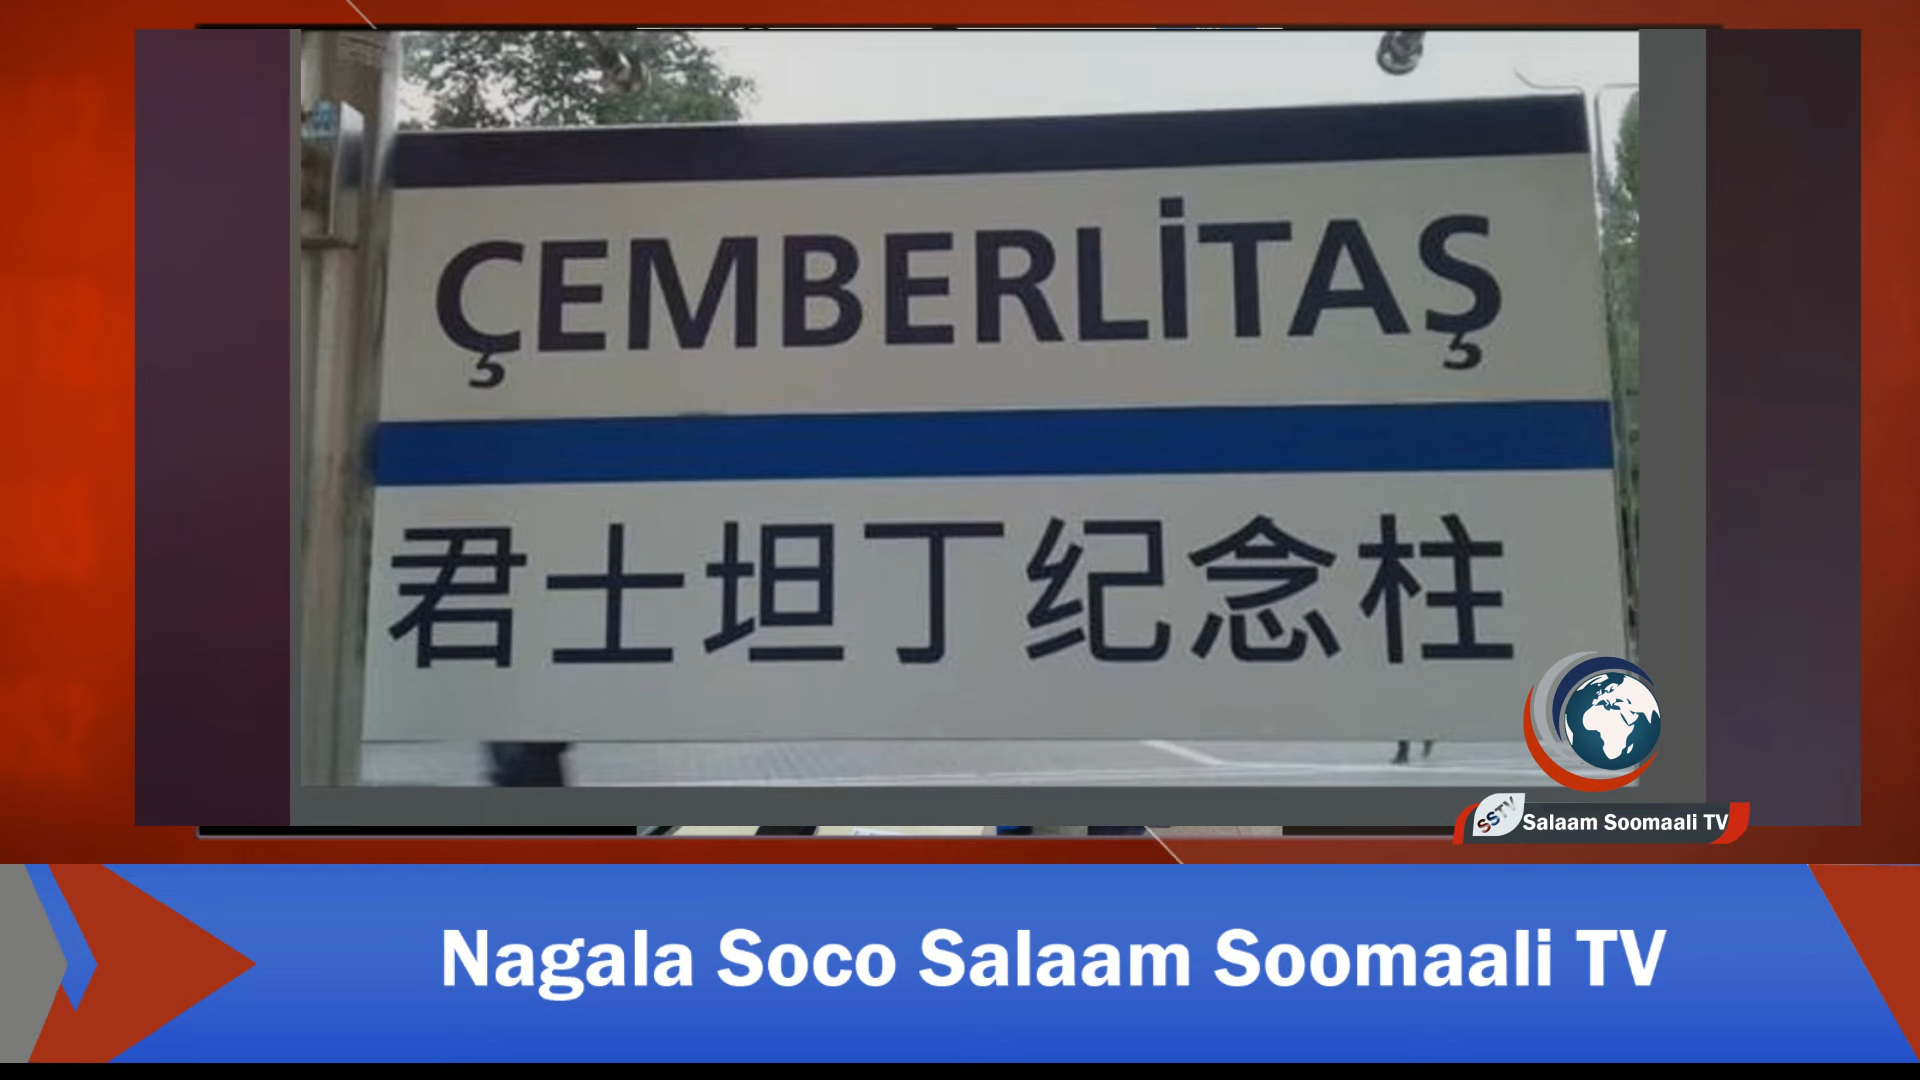 ÇEMBERLİTAŞ
君士坦丁纪念柱
SSTV
Salaam Soomaali TV
Nagala Soco Salaam Soomaali TV